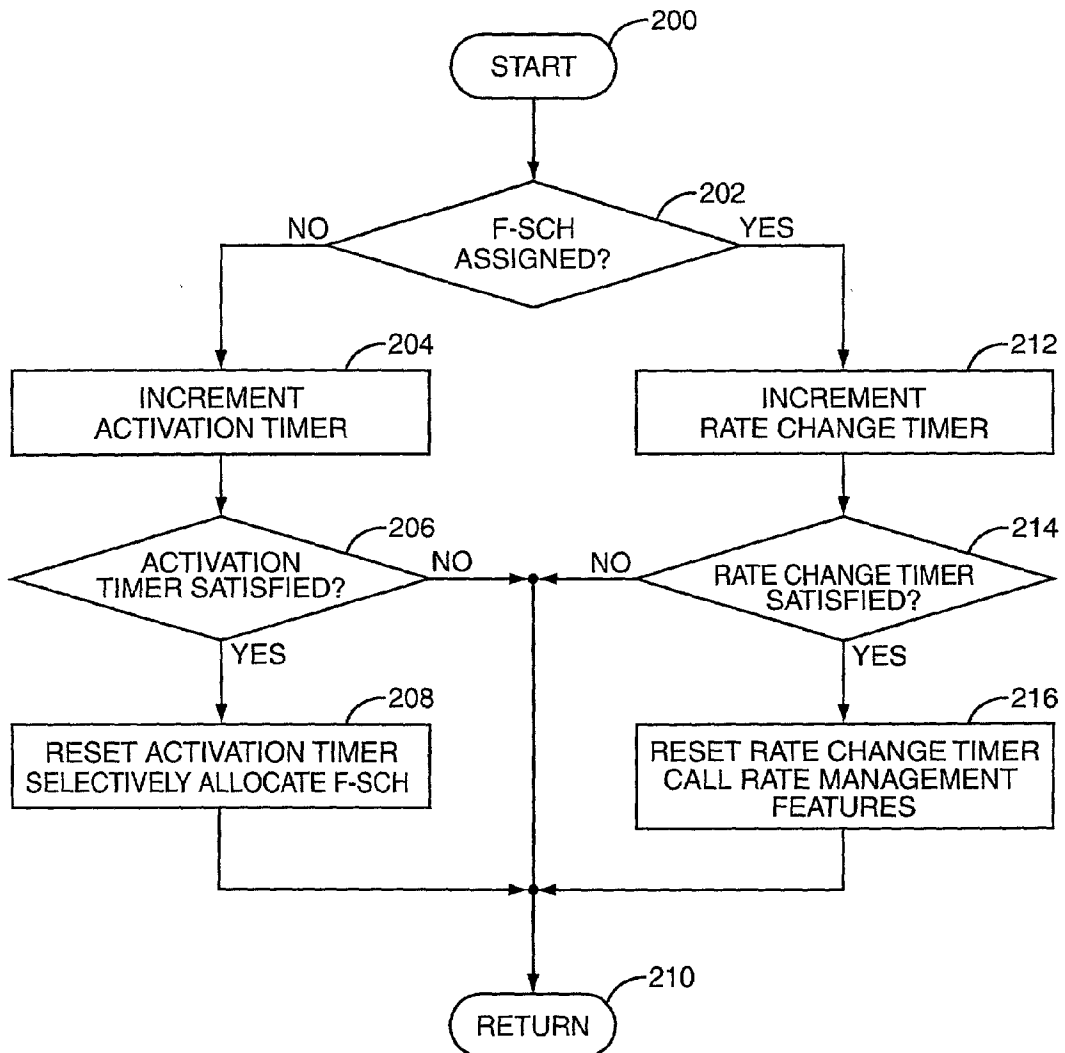 200
START
202
NO
F-SCH
ASSIGNED?
YES
204
INCREMENT
ACTIVATION TIMER
212
INCREMENT
RATE CHANGE TIMER
206
ACTIVATION
TIMER SATISFIED?
NO
YES
214
NO
RATE CHANGE TIMER
SATISFIED?
YES
208
RESET ACTIVATION TIMER
SELECTIVELY ALLOCATE F-SCH
216
RESET RATE CHANGE TIMER
CALL RATE MANAGEMENT
FEATURES
210
RETURN